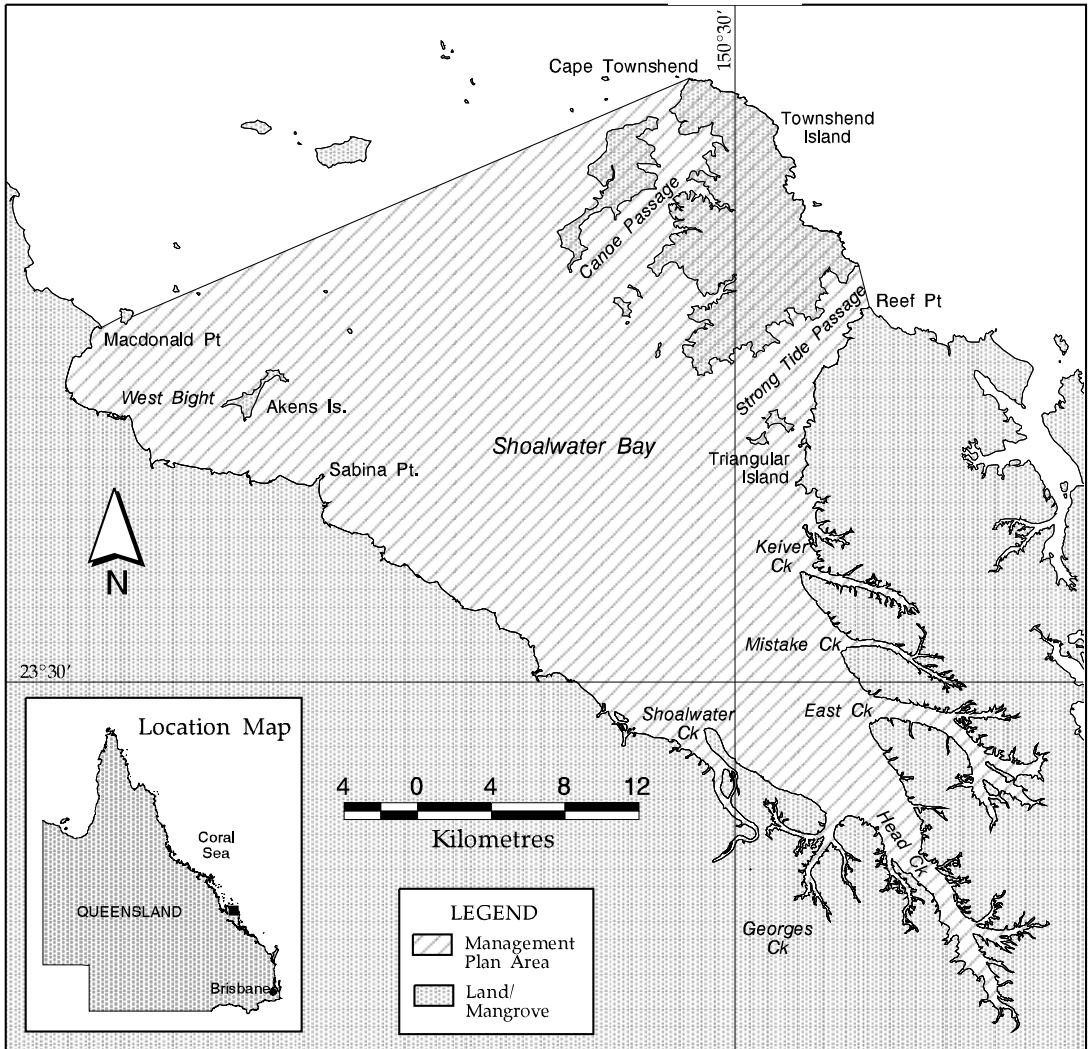 150°30′
Cape Townshend
Townshend
Island
Canoe Passage
Reef Pt
Strong Tide Passage
Macdonald Pt
West Bight
Akens Is.
Shoalwater Bay
Triangular
Island
Sabina Pt.
N
Keiver
Ck
Mistake Ck
23°30′
East Ck
Shoalwater
Ck
Head Ck
Georges
Ck
Location Map
Coral
Sea
QUEENSLAND
Brisbane
4 0 4 8 12
Kilometres
LEGEND
Management
Plan Area
Land/
Mangrove